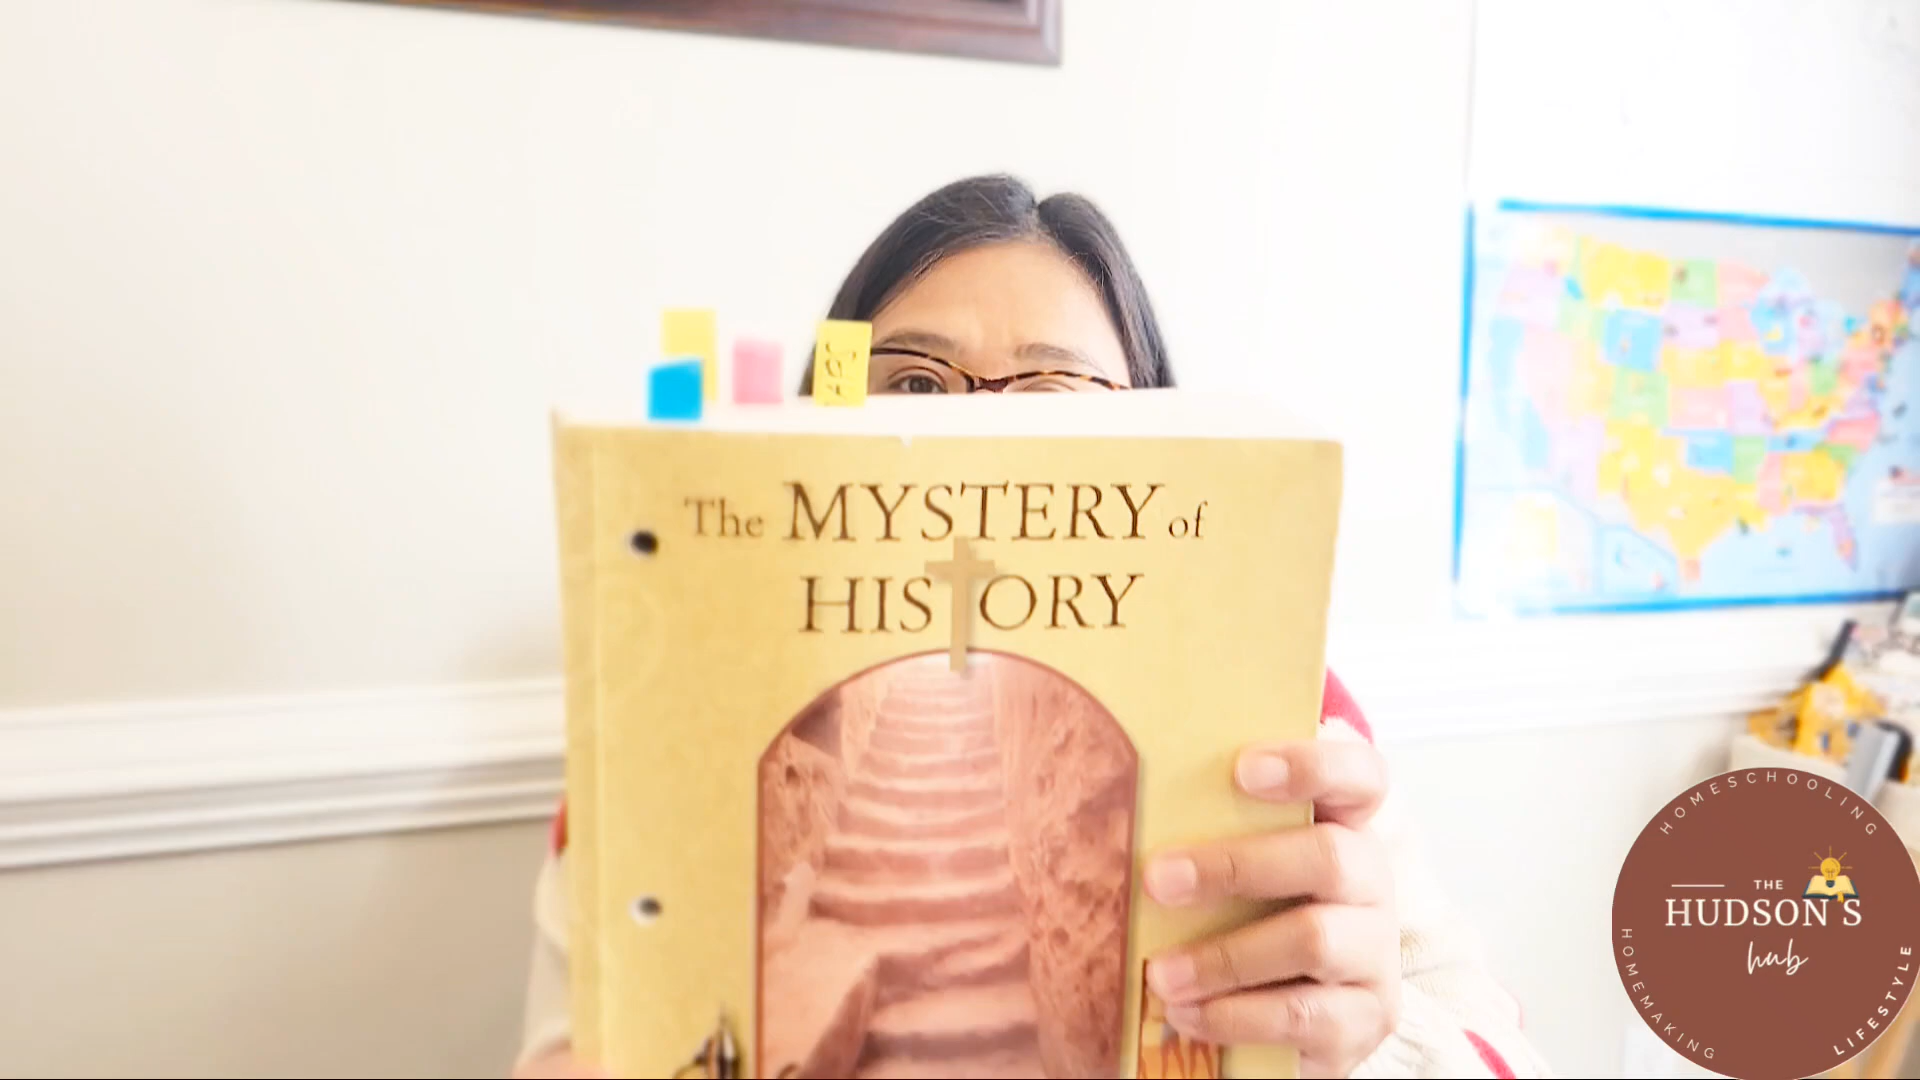 The MYSTERY of
HISTORY
HOMESCHOOLING
THE
HUDSON'S
hub
HOMEMAKING
LIFESTYLE